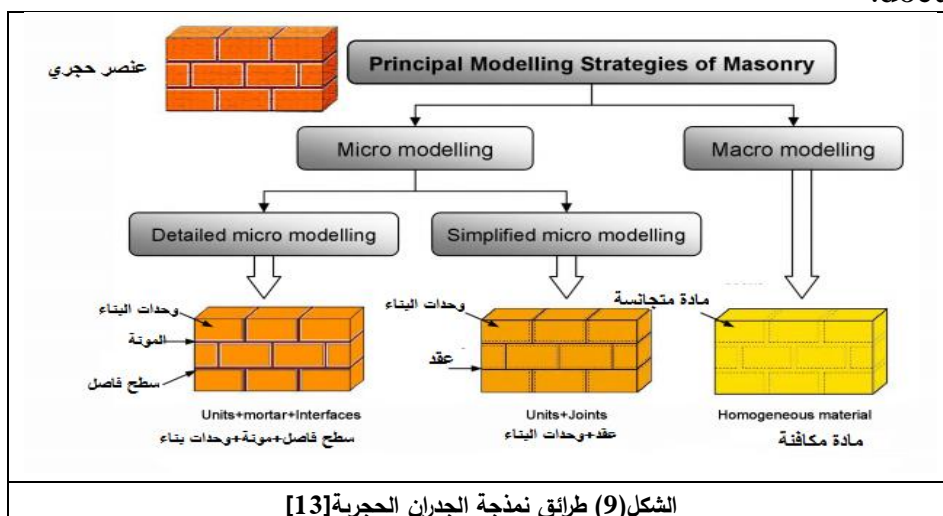 عنصر حجري
Principal Modelling Strategies of Masonry
Micro modelling
Macro modelling
Detailed micro modelling
Simplified micro modelling
وحدات البناء
المونة
سطح فاصل
وحدات البناء
عقد
مادة متجانسة
Units+mortar+Interfaces
سطح فاصل+مونة+وحدات بناء
Units+Joints
عقد+وحدات البناء
Homogeneous material
مادة مكافئة
الشكل(9) طرائق نمذجة الجدران الحجرية[13]